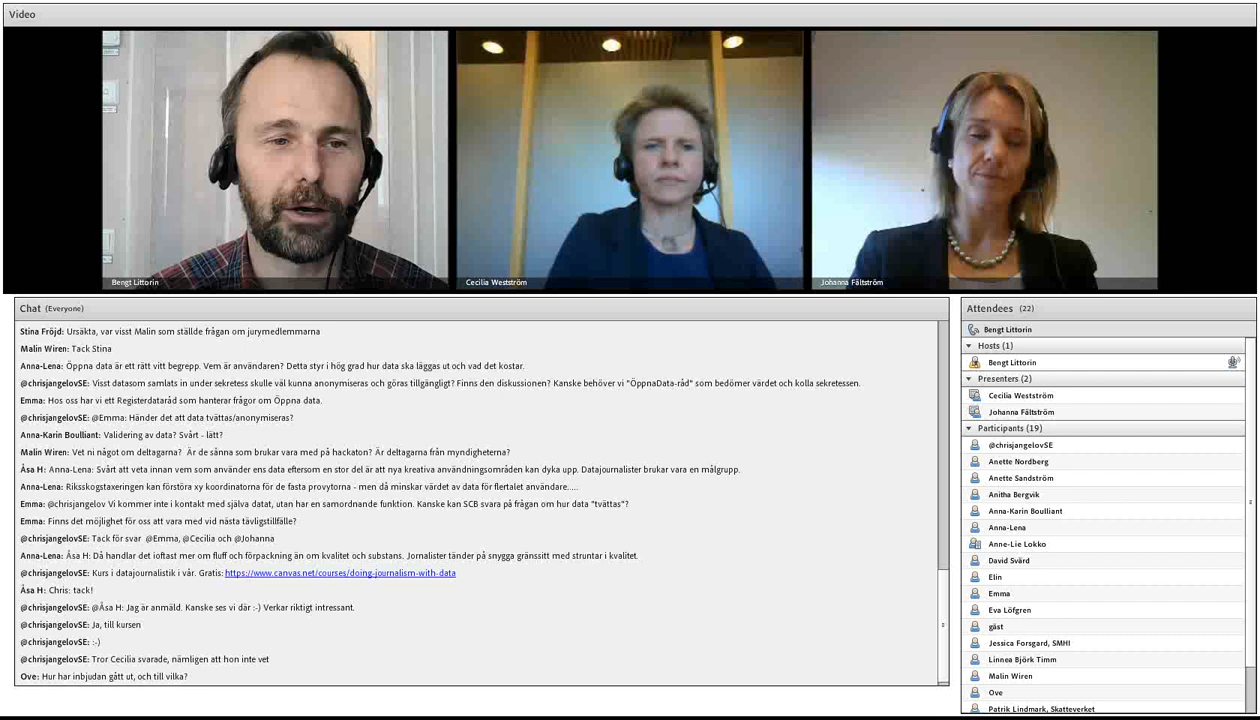 Video
Bengt Littorin
Cecilia Westström
Johanna Fältström
Chat (Everyone)
Stina Fröjd: Ursäkta, var visst Malin som ställde frågan om jurymedlemmarna
Malin Wiren: Tack Stina
Anna-Lena: Öppna data är ett rätt vitt begrepp. Vem är användaren? Detta styr i hög grad hur data ska läggas ut och vad det kostar.
@chrisjangelovSE: Visst datasom samlats in under sekretess skulle väl kunna anonymiseras och göras tillgängligt? Finns den diskussionen? Kanske behöver vi "ÖppnaData-råd" som bedömer värdet och kolla sekretessen.
Emma: Hos oss har vi ett Registerdataråd som hanterar frågor om Öppna data.
@chrisjangelovSE: @Emma: Händer det att data tvättas/anonymiseras?
Anna-Karin Boulliant: Validering av data? Svårt - lätt?
Malin Wiren: Vet ni något om deltagarna? Är de sånna som brukar vara med på hackaton? Är deltagarna från myndigheterna?
Åsa H: Anna-Lena: Svårt att veta innan vem som använder ens data eftersom en stor del är att nya kreativa användningsområden kan dyka upp. Datajournalister brukar vara en målgrupp.
Anna-Lena: Riksskogstaxeringen kan förstöra xy koordinatorna för de fasta provytorna - men då minskar värdet av data för flertalet användare.....
Emma: @chrisjangelov Vi kommer inte i kontakt med själva datat, utan har en samordnande funktion. Kanske kan SCB svara på frågan om hur data "tvättas"?
Emma: Finns det möjlighet för oss att vara med vid nästa tävligstillfälle?
@chrisjangelovSE: Tack för svar @Emma, @Cecilia och @Johanna
Anna-Lena: Åsa H: Då handlar det ioftast mer om fluff och förpackning än om kvalitet och substans. Jornalister tänder på snygga gränssitt med struntar i kvalitet.
@chrisjangelovSE: Kurs i datajournalistik i vår. Gratis: https://www.canvas.net/courses/doing-journalism-with-data
Åsa H: Chris: tack!
@chrisjangelovSE: @Åsa H: Jag är anmäld. Kanske ses vi där :-) Verkar riktigt intressant.
@chrisjangelovSE: Ja, till kursen
@chrisjangelovSE: :-)
@chrisjangelovSE: Tror Cecilia svarade, nämligen att hon inte vet
Ove: Hur har inbjudan gått ut, och till vilka?
Attendees (22)
Bengt Littorin
Hosts (1)
Bengt Littorin
Presenters (2)
Cecilia Westström
Johanna Fältström
Participants (19)
@chrisjangelovSE
Anette Nordberg
Anette Sandström
Anitha Bergvik
Anna-Karin Boulliant
Anna-Lena
Anne-Lie Lokko
David Svärd
Elin
Emma
Eva Löfgren
gäst
Jessica Forsgard, SMHI
Linnea Björk Timm
Malin Wiren
Ove
Patrik Lindmark, Skatteverket